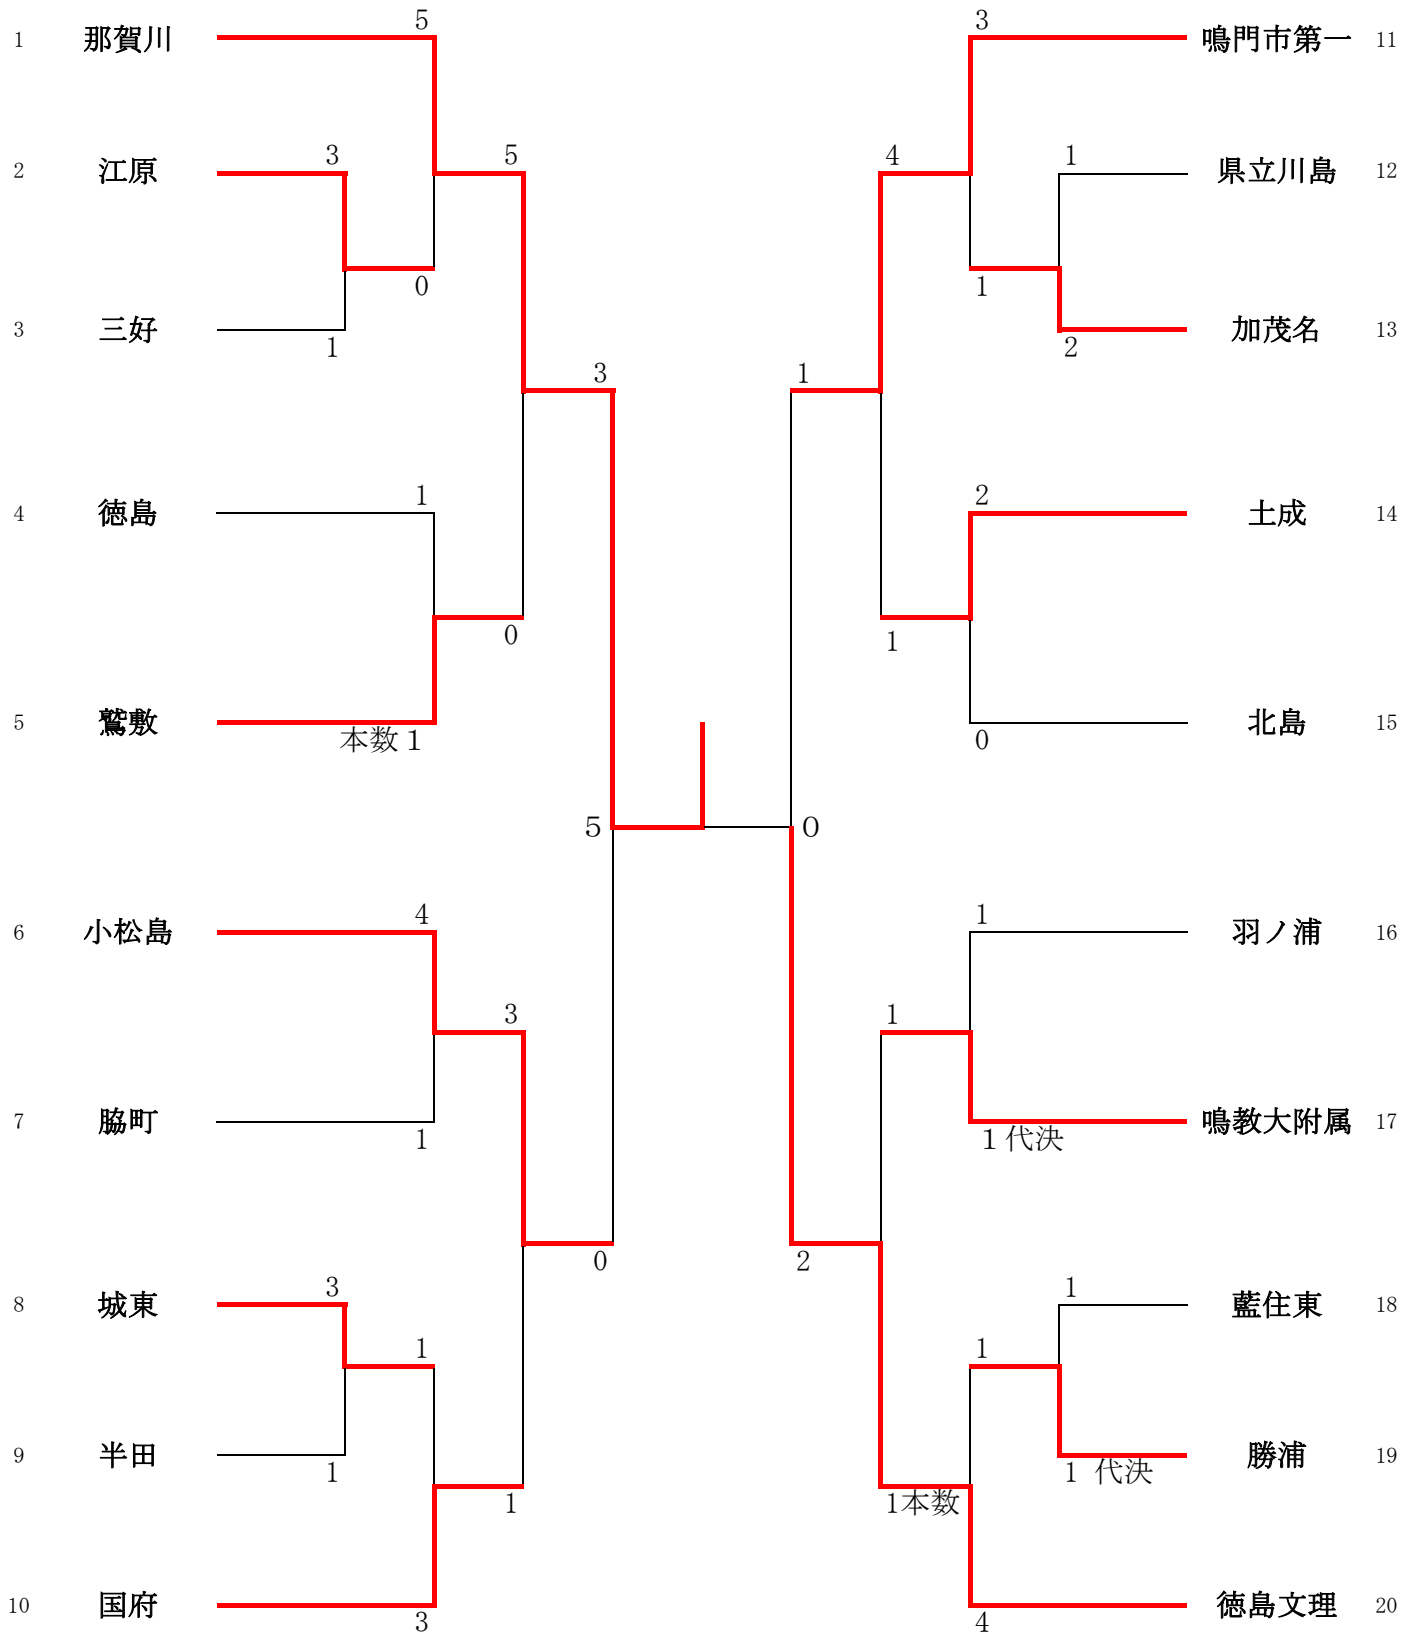 5 3
1 那賀川 鳴門市第一 11
3 5 4 1
2 江原 県立川島 12
0 1
3 三好 加茂名 13
1 2
3 1
1 2
4 徳島 土成 14
0 1
5 鷲敷 北島 15
本数1 0
5 0
4 1
6 小松島 羽ノ浦 16
3 1
7 脇町 鳴教大附属 17
1 1代決
0 2
3 1
8 城東 藍住東 18
1 1
9 半田 勝浦 19
1 1 代決
1 1本数
10 国府 徳島文理 20
3 4